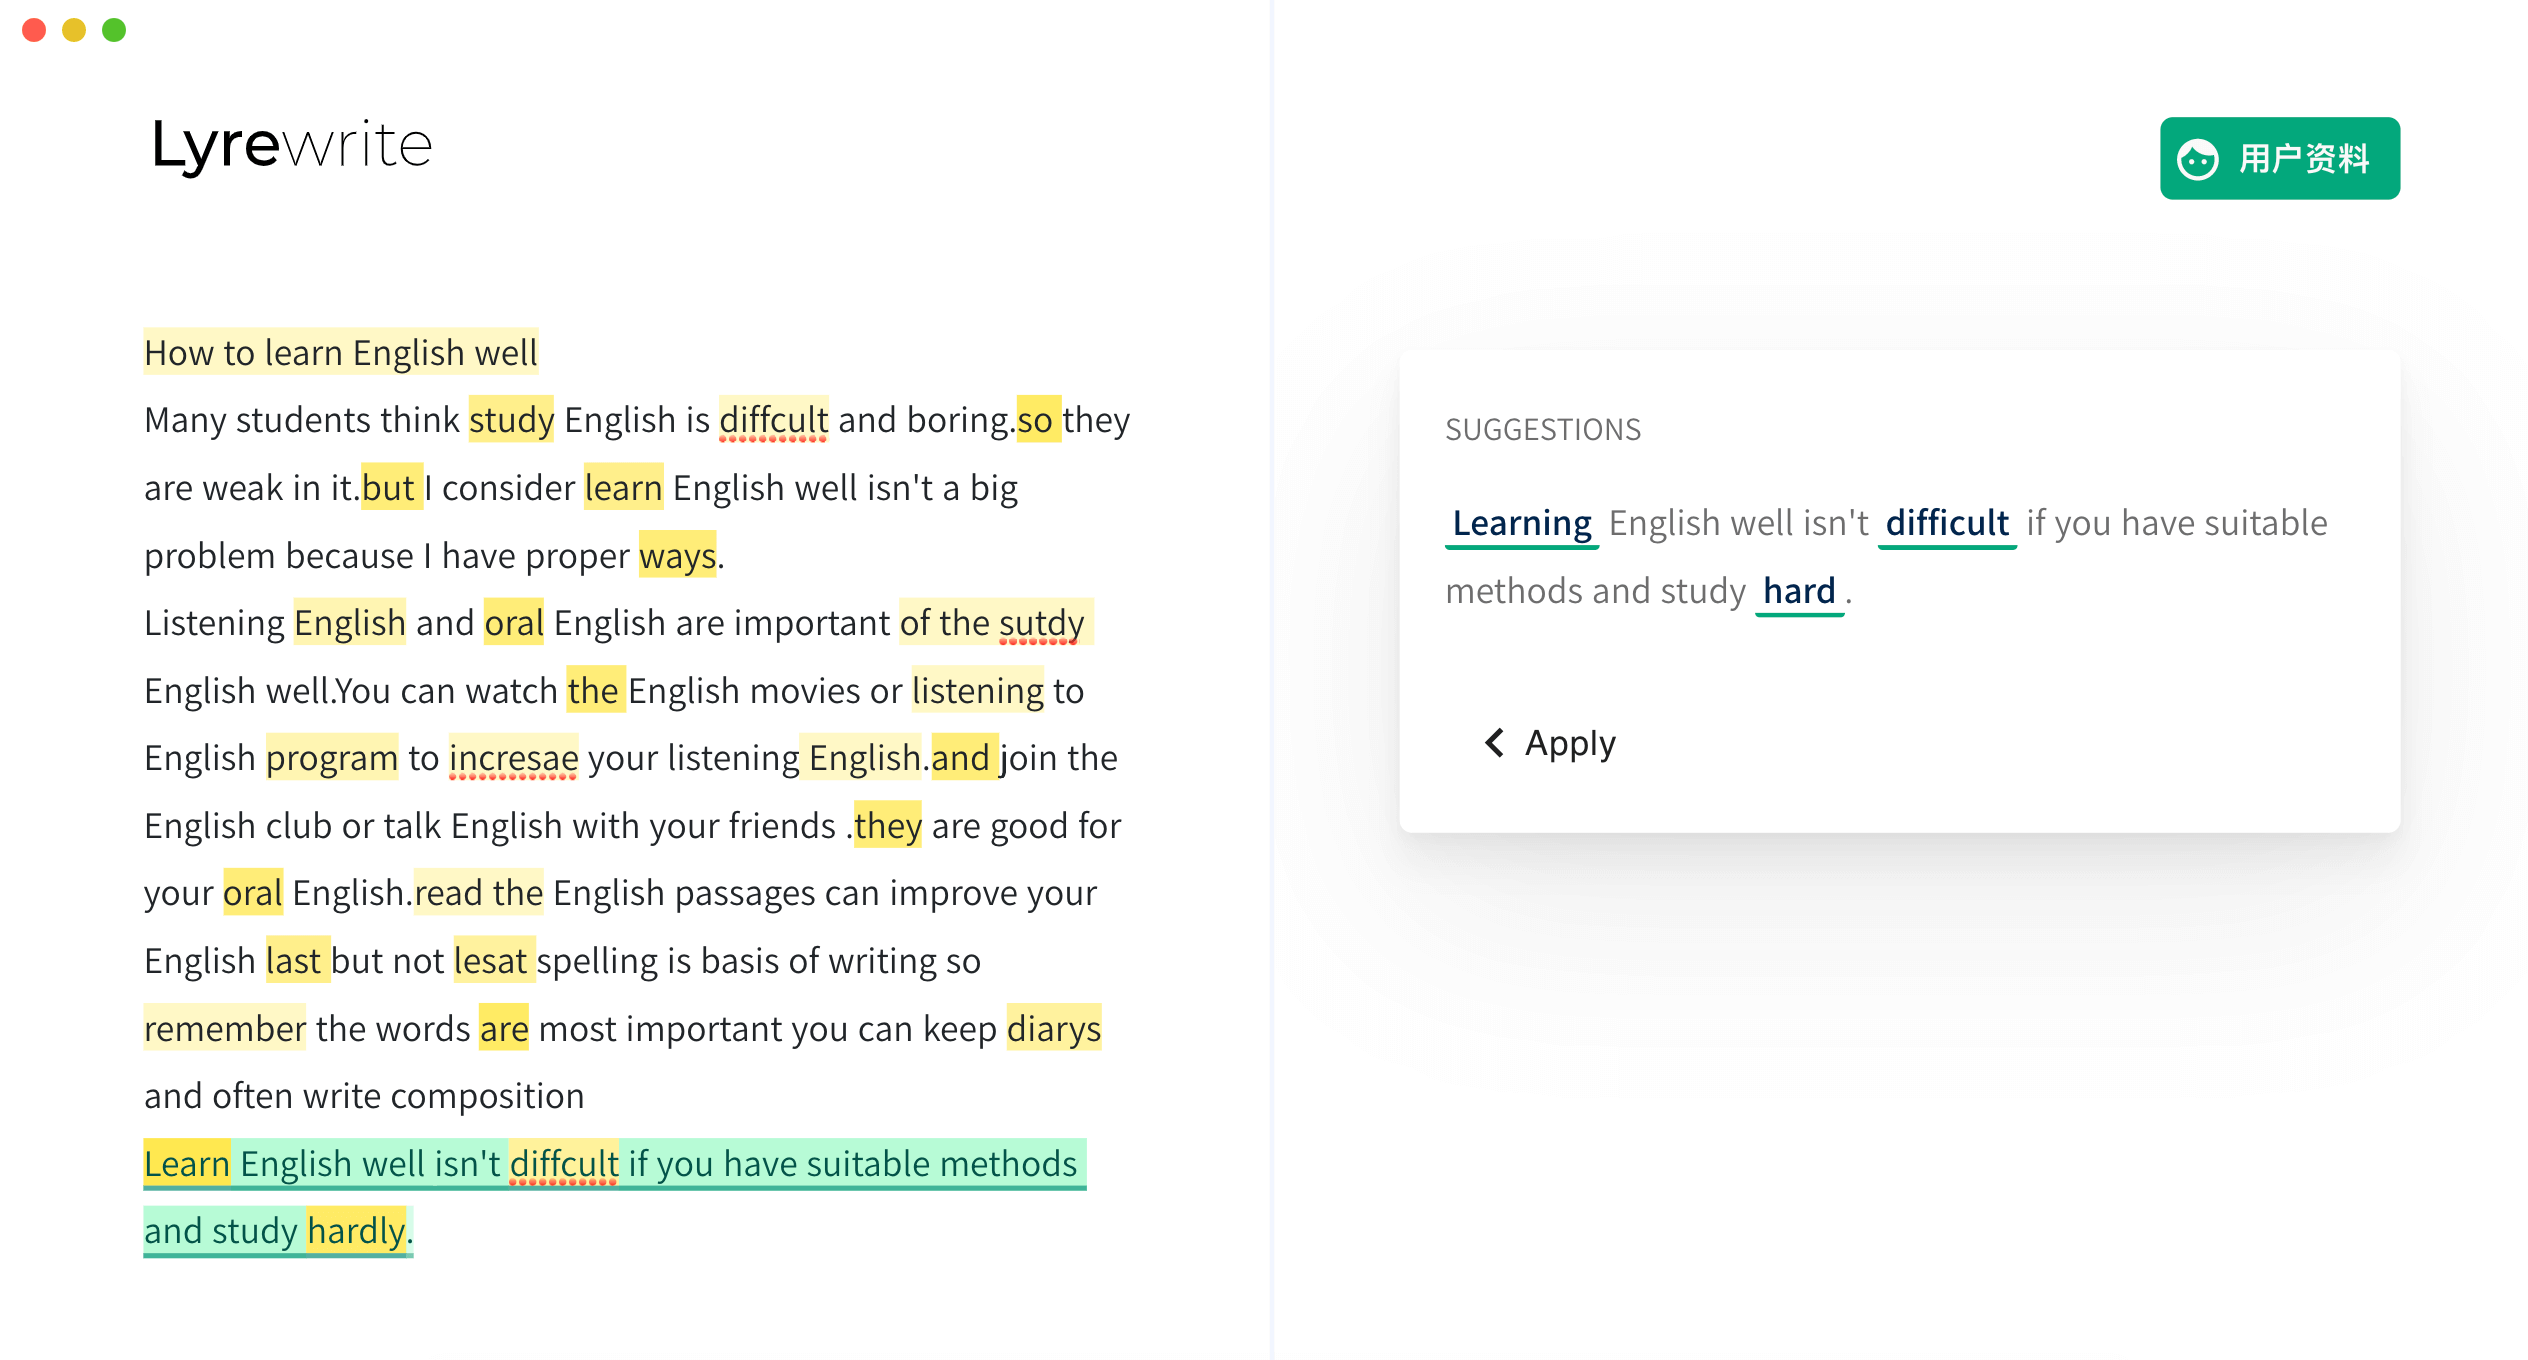 Lyrewrite
用户资料
How to learn English well
Many students think study English is diffcult and boring.so they
are weak in it.but I consider learn English well isn't a big
problem because I have proper ways.
Listening English and oral English are important of the sutdy
English well.You can watch the English movies or listening to
English program to incresae your listening English.and join the
English club or talk English with your friends .they are good for
your oral English.read the English passages can improve your
English last but not lesat spelling is basis of writing so
remember the words are most important you can keep diarys
and often write composition
Learn English well isn't diffcult if you have suitable methods
and study hardly.
SUGGESTIONS
Learning English well isn't difficult if you have suitable
methods and study hard .
Apply